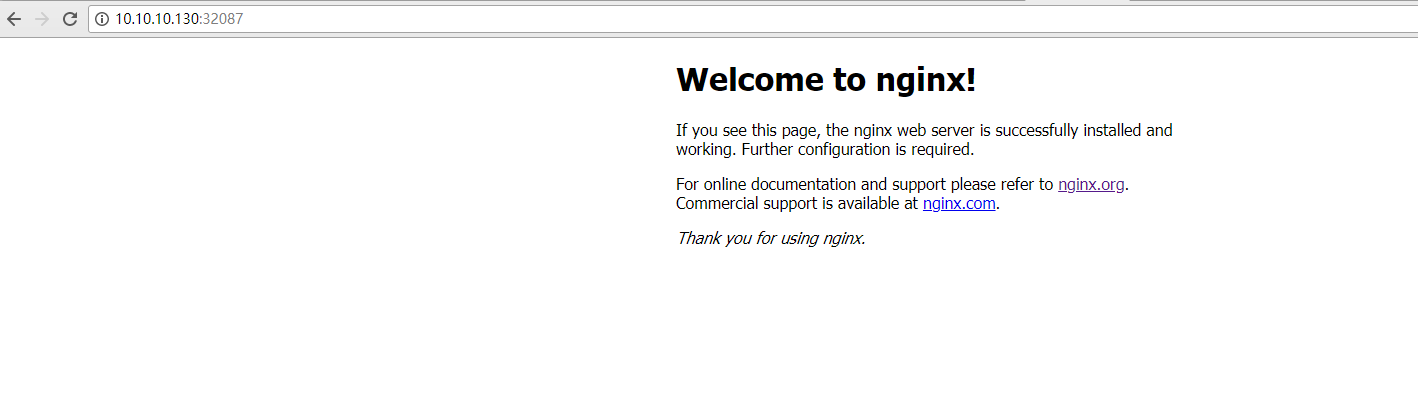 10.10.10.130:32087
Welcome to nginx!
If you see this page, the nginx web server is successfully installed and
working. Further configuration is required.
For online documentation and support please refer to nginx.org.
Commercial support is available at nginx.com.
Thank you for using nginx.